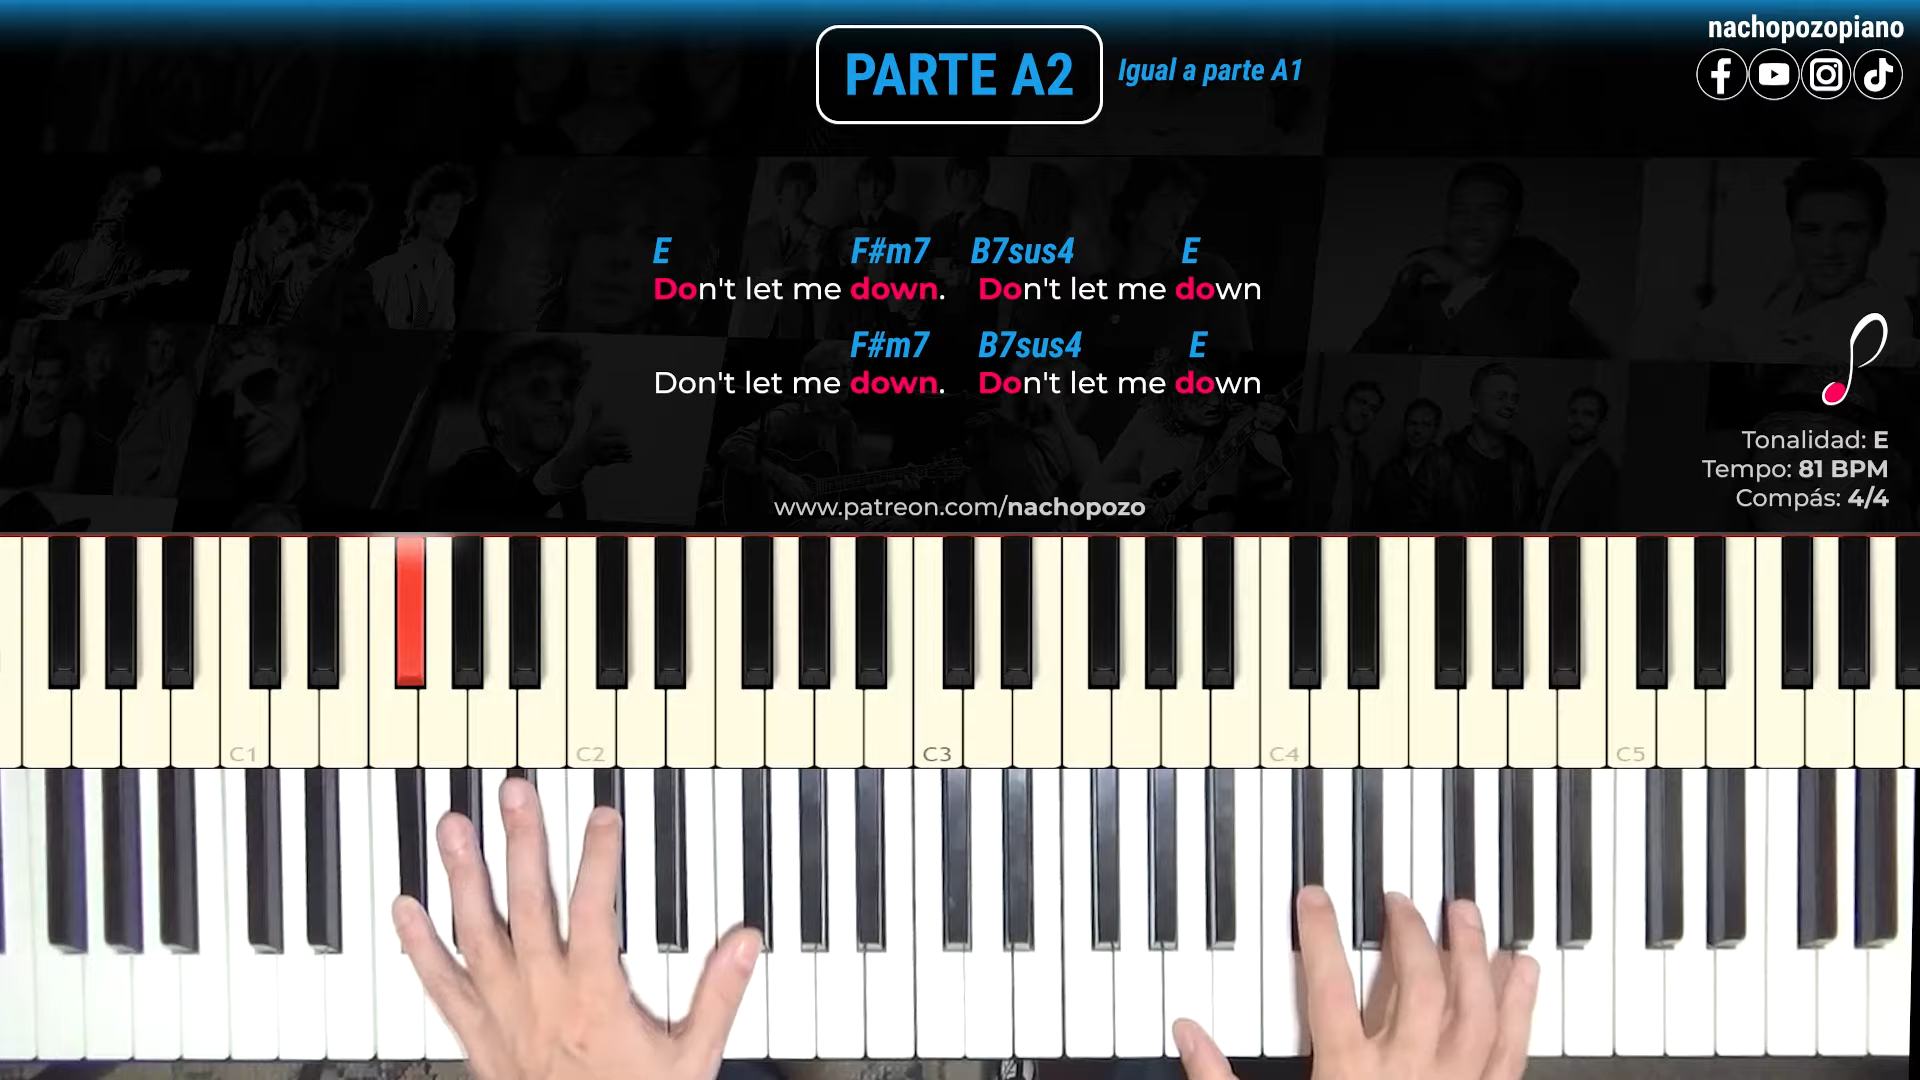 nachopozopiano
PARTE A2
Igual a parte A1
E F#m7 B7sus4 E
Don't let me down. Don't let me down
F#m7 B7sus4 E
Don't let me down. Don't let me down
Tonalidad: E
Tempo: 81 BPM
Compás: 4/4
www.patreon.com/nachopozo
C1 C2 C3 C4 C5